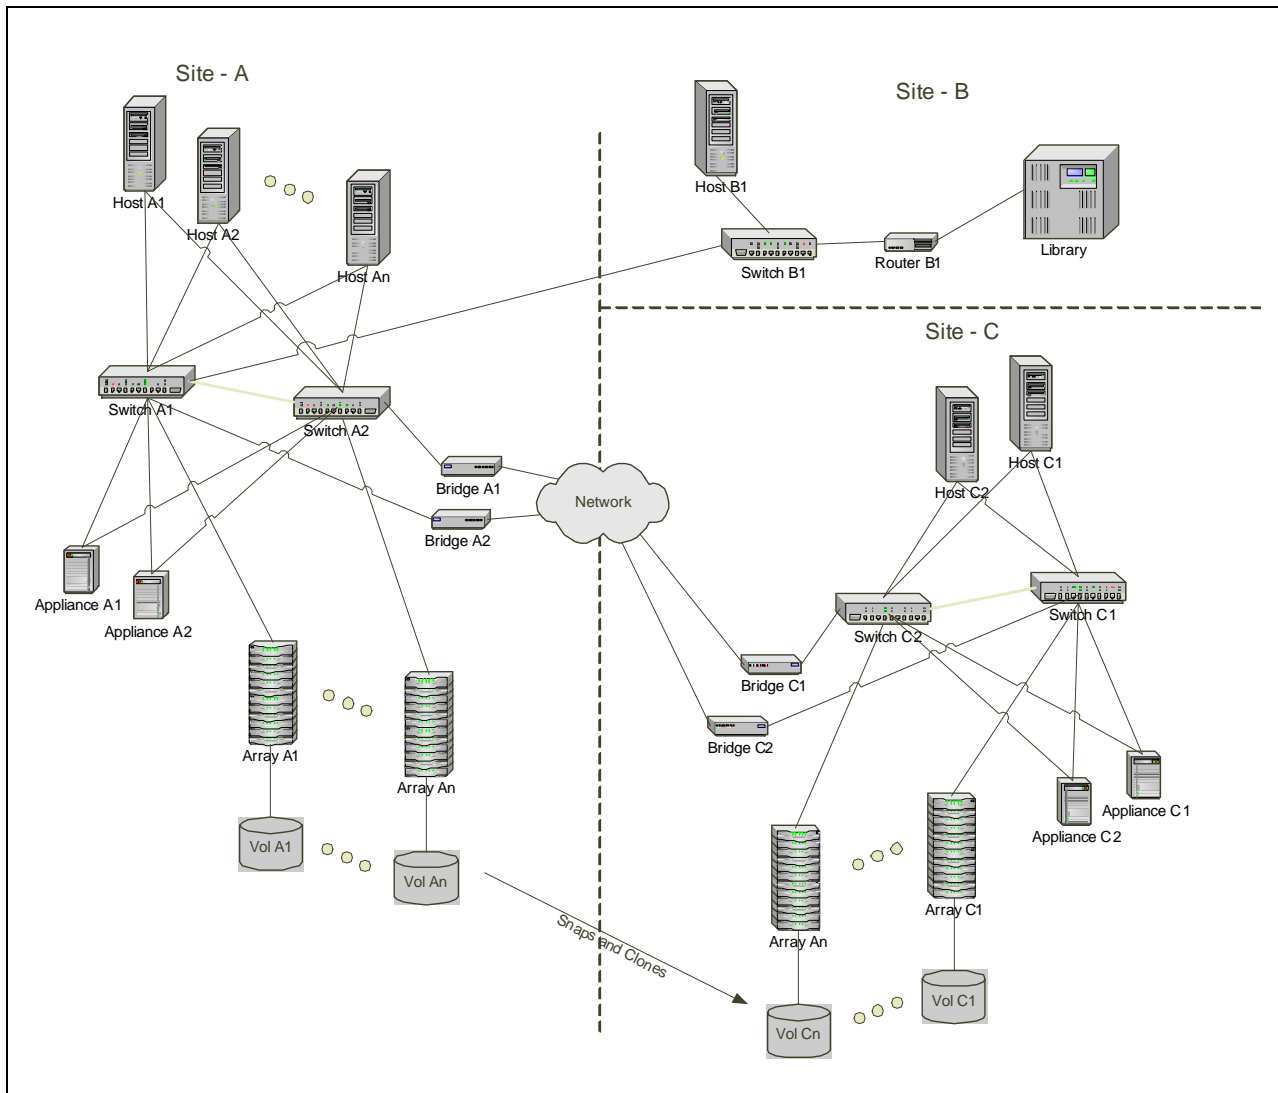 Site - A
Site - B
Host A1
Host A2
Host An
Host B1
Switch B1
Router B1
Library
Site - C
Switch A1
Switch A2
Bridge A1
Bridge A2
Network
Host C1
Host C2
Appliance A1
Appliance A2
Switch C2
Switch C1
Bridge C1
Bridge C2
Array A1
Array An
Appliance C1
Appliance C2
Vol A1
Vol An
Snaps and Clones
Array An
Array C1
Vol Cn
Vol C1